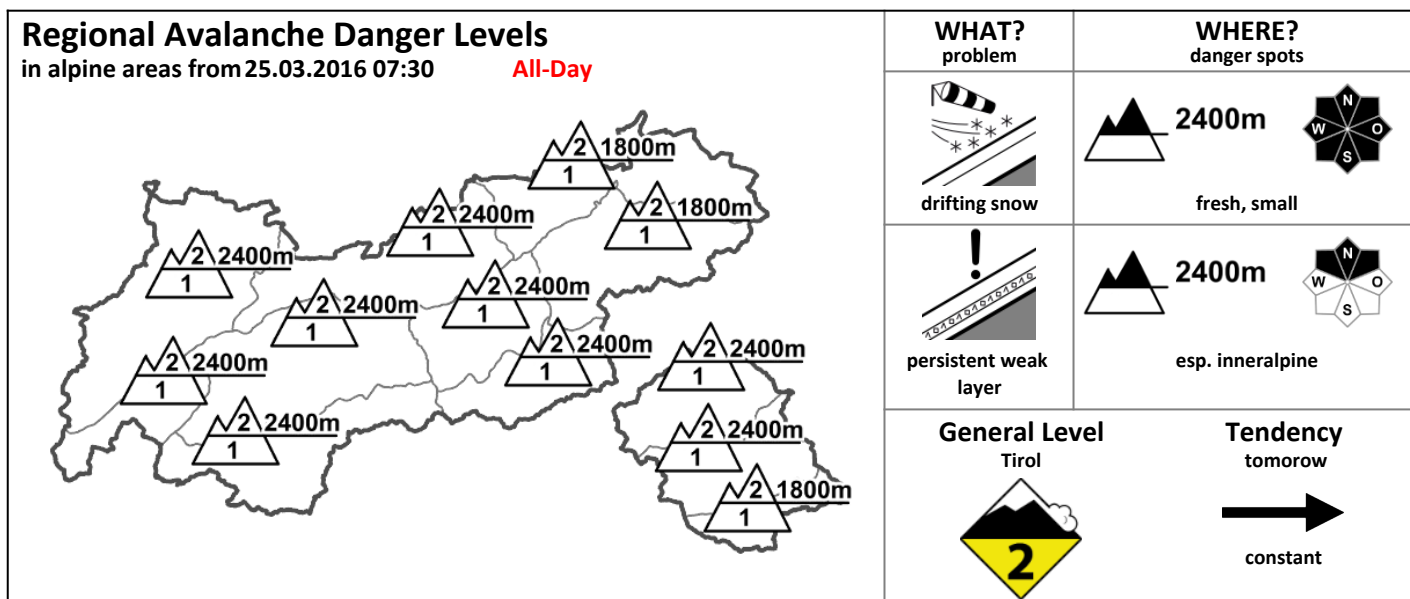 Regional Avalanche Danger Levels
in alpine areas from 25.03.2016 07:30 All-Day
2 1800m
1
2 1800m
1
2 2400m
1
2 2400m
1
2 2400m
1
2 2400m
1
2 2400m
1
2 2400m
1
2 2400m
1
2 2400m
1
2 2400m
1
2 1800m
1
WHAT?
problem
WHERE?
danger spots
drifting snow
2400m
N
W O
S
fresh, small
persistent weak
layer
2400m
N
W O
S
esp. inneralpine
General Level
Tirol
2
Tendency
tomorow
constant